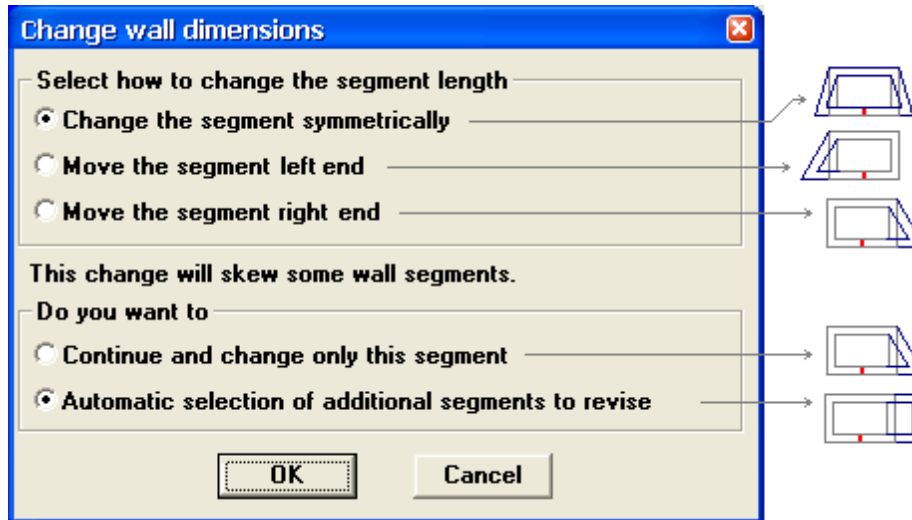 Change wall dimensions
Select how to change the segment length
Change the segment symmetrically
Move the segment left end
Move the segment right end
This change will skew some wall segments.
Do you want to
Continue and change only this segment
Automatic selection of additional segments to revise
OK
Cancel